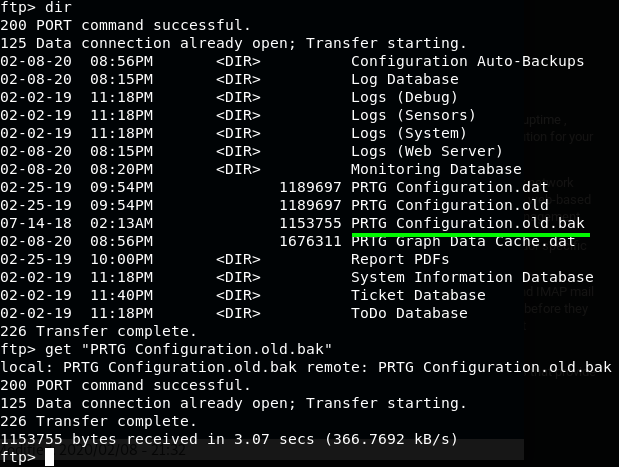 ftp> dir
200 PORT command successful.
125 Data connection already open; Transfer starting.
02-08-20  08:56PM       <DIR>          Configuration Auto-Backups
02-08-20  08:15PM       <DIR>          Log Database
02-02-19  11:18PM       <DIR>          Logs (Debug)
02-02-19  11:18PM       <DIR>          Logs (Sensors)
02-02-19  11:18PM       <DIR>          Logs (System)
02-08-20  08:15PM       <DIR>          Logs (Web Server)
02-08-20  08:20PM       <DIR>          Monitoring Database
02-25-19  09:54PM              1189697 PRTG Configuration.dat
02-25-19  09:54PM              1189697 PRTG Configuration.old
07-14-18  02:13AM              1153755 PRTG Configuration.old.bak
02-08-20  08:56PM              1676311 PRTG Graph Data Cache.dat
02-25-19  10:00PM       <DIR>          Report PDFs
02-02-19  11:18PM       <DIR>          System Information Database
02-02-19  11:40PM       <DIR>          Ticket Database
02-02-19  11:18PM       <DIR>          ToDo Database
226 Transfer complete.
ftp> get "PRTG Configuration.old.bak"
local: PRTG Configuration.old.bak remote: PRTG Configuration.old.bak
200 PORT command successful.
125 Data connection already open; Transfer starting.
226 Transfer complete.
1153755 bytes received in 3.07 secs (366.7692 kB/s)
ftp>